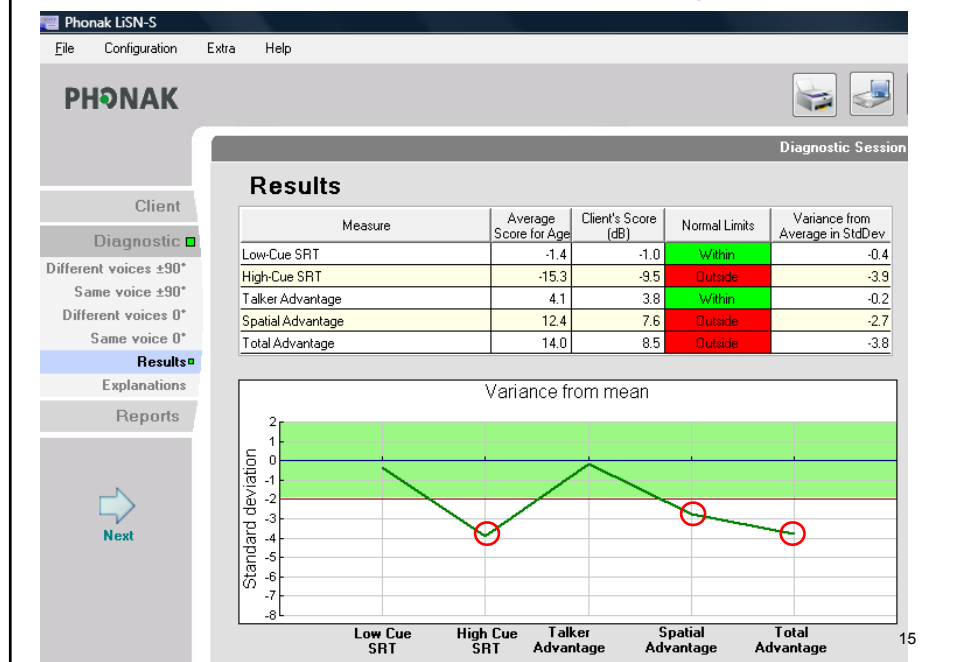 Phonak LiSN-S
File Configuration Extra Help
PHONAK
Diagnostic Session
Results
Client
Diagnostic
Different voices ±90°
Same voice ±90°
Different voices 0°
Same voice 0°
Results
Explanations
Reports
Next
Measure Average Score for Age Client's Score (dB) Normal Limits Variance from Average in StdDev
Low-Cue SRT -1.4 -1.0 Within -0.4
High-Cue SRT -15.3 -9.5 Outside -3.9
Talker Advantage 4.1 3.8 Within -0.2
Spatial Advantage 12.4 7.6 Outside -2.7
Total Advantage 14.0 8.5 Outside -3.8
Variance from mean
Standard deviation
2
1
0
-1
-2
-3
-4
-5
-6
-7
-8
Low Cue SRT High Cue SRT Talker Advantage Spatial Advantage Total Advantage
15